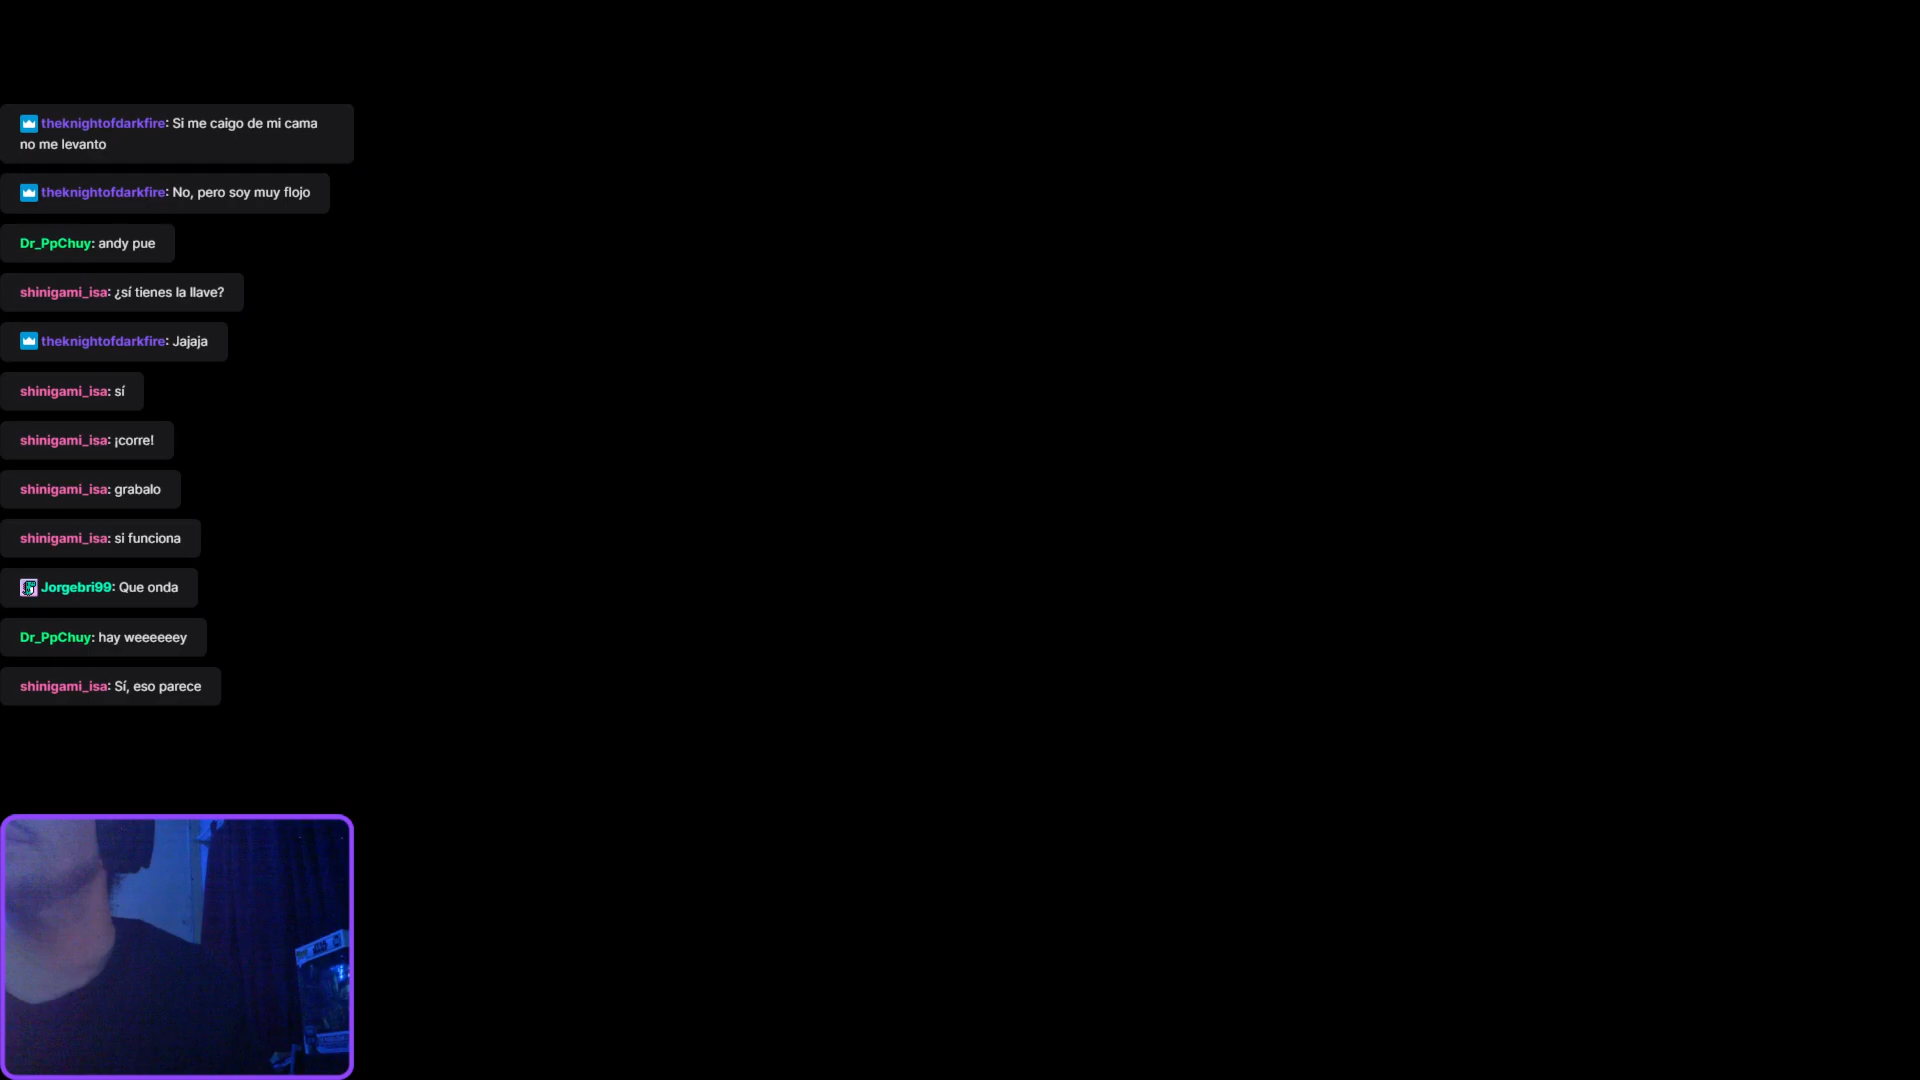 theknightofdarkfire: Si me caigo de mi cama
no me levanto
theknightofdarkfire: No, pero soy muy flojo
Dr_PpChuy: andy pue
shinigami_isa: ¿sí tienes la llave?
theknightofdarkfire: Jajaja
shinigami_isa: sí
shinigami_isa: ¡corre!
shinigami_isa: grabalo
shinigami_isa: si funciona
Jorgebri99: Que onda
Dr_PpChuy: hay weeeeeey
shinigami_isa: Sí, eso parece